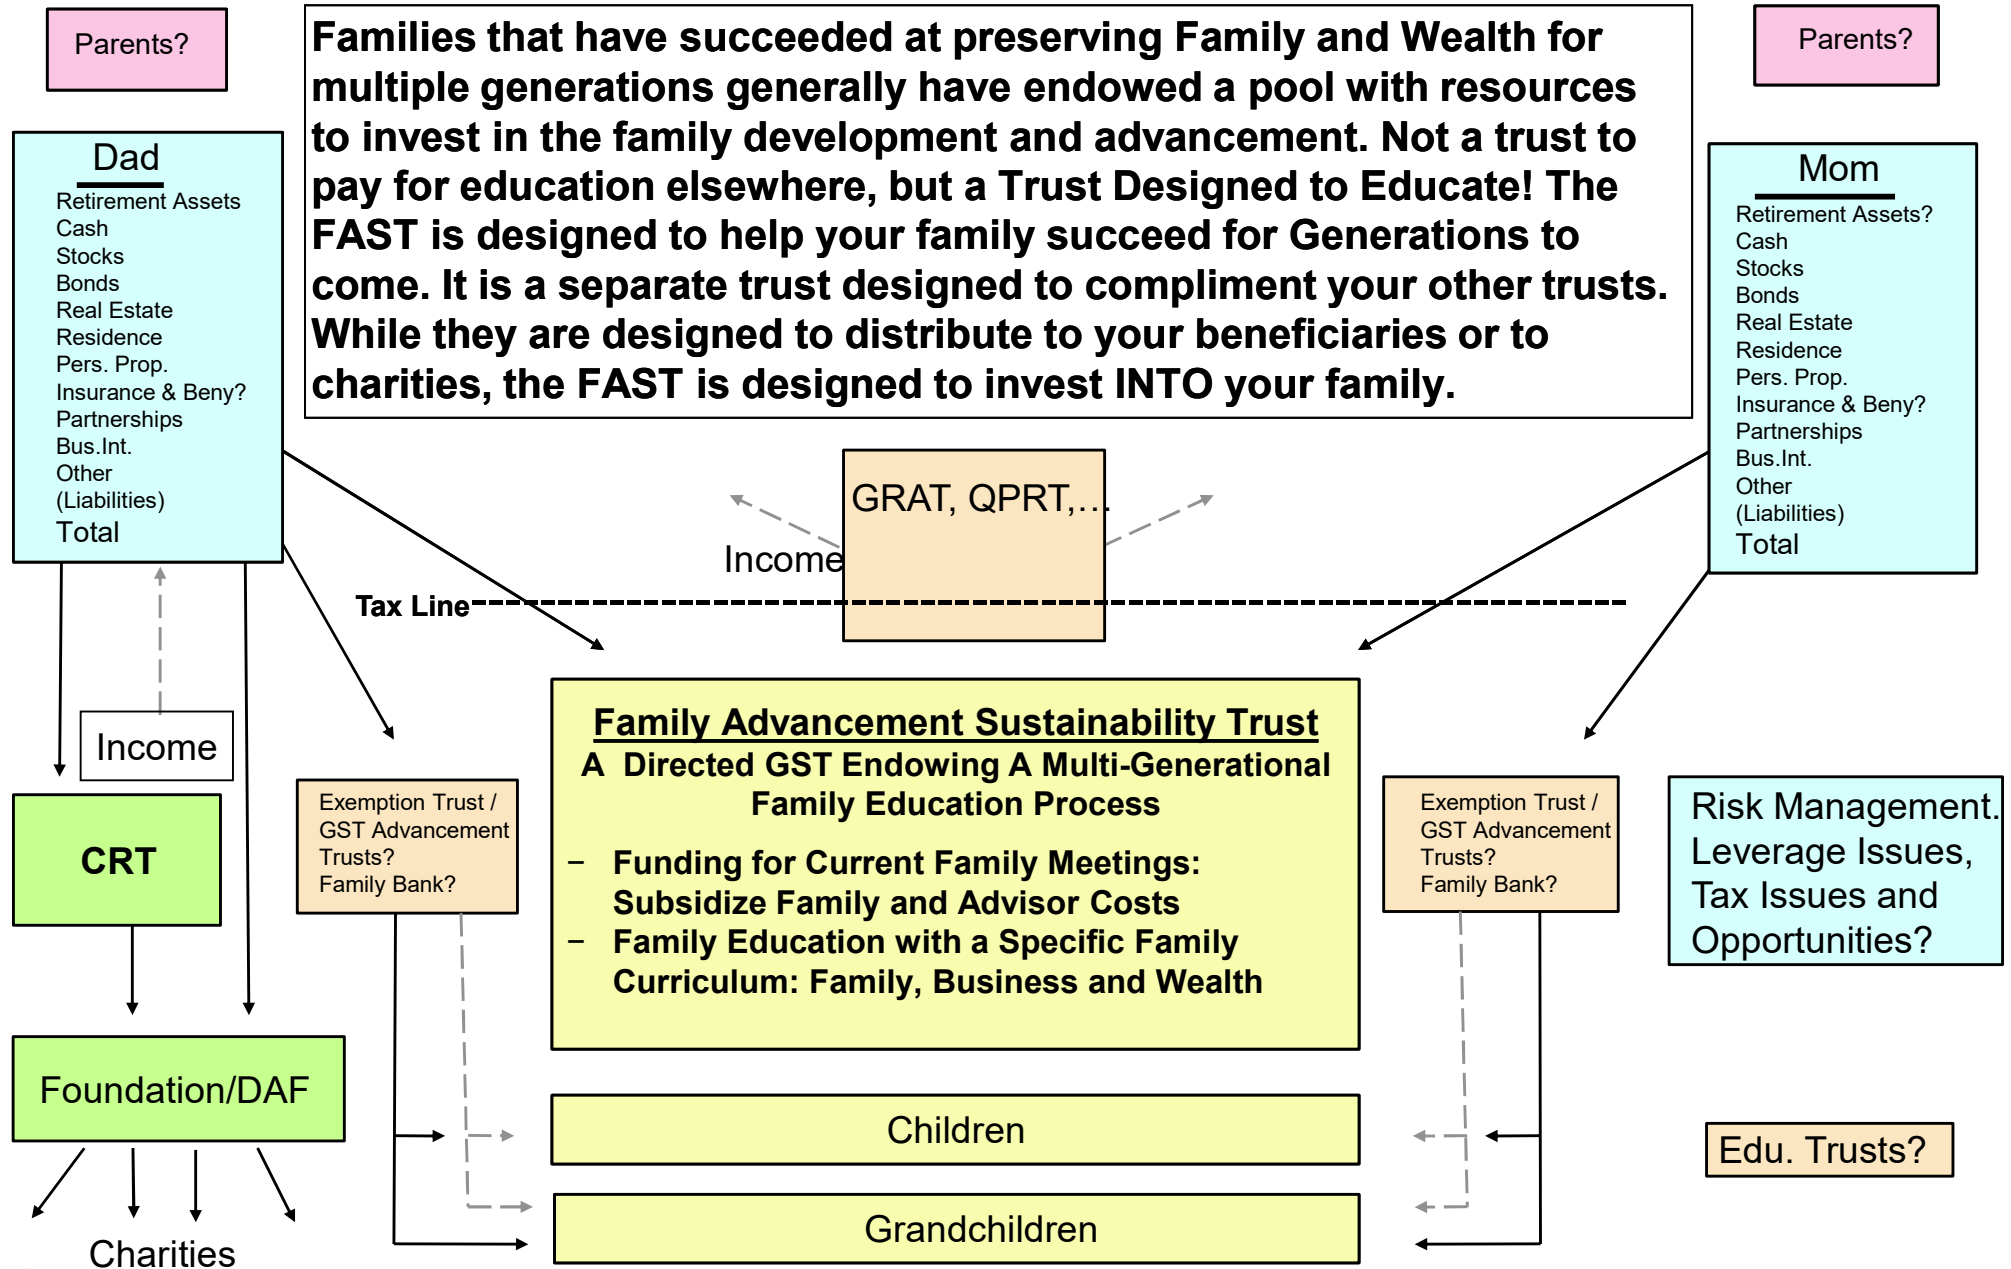 Parents?
Families that have succeeded at preserving Family and Wealth for
multiple generations generally have endowed a pool with resources
to invest in the family development and advancement. Not a trust to
pay for education elsewhere, but a Trust Designed to Educate! The
FAST is designed to help your family succeed for Generations to
come. It is a separate trust designed to compliment your other trusts.
While they are designed to distribute to your beneficiaries or to
charities, the FAST is designed to invest INTO your family.
Parents?
Dad
Retirement Assets
Cash
Stocks
Bonds
Real Estate
Residence
Pers. Prop.
Insurance & Beny?
Partnerships
Bus.Int.
Other
(Liabilities)
Total
Mom
Retirement Assets?
Cash
Stocks
Bonds
Real Estate
Residence
Pers. Prop.
Insurance & Beny?
Partnerships
Bus.Int.
Other
(Liabilities)
Total
GRAT, QPRT,...
Income
Tax Line
Income
CRT
Foundation/DAF
Charities
Exemption Trust /
GST Advancement
Trusts?
Family Bank?
Family Advancement Sustainability Trust
A Directed GST Endowing A Multi-Generational
Family Education Process
– Funding for Current Family Meetings:
Subsidize Family and Advisor Costs
– Family Education with a Specific Family
Curriculum: Family, Business and Wealth
Exemption Trust /
GST Advancement
Trusts?
Family Bank?
Risk Management.
Leverage Issues,
Tax Issues and
Opportunities?
Children
Grandchildren
Edu. Trusts?